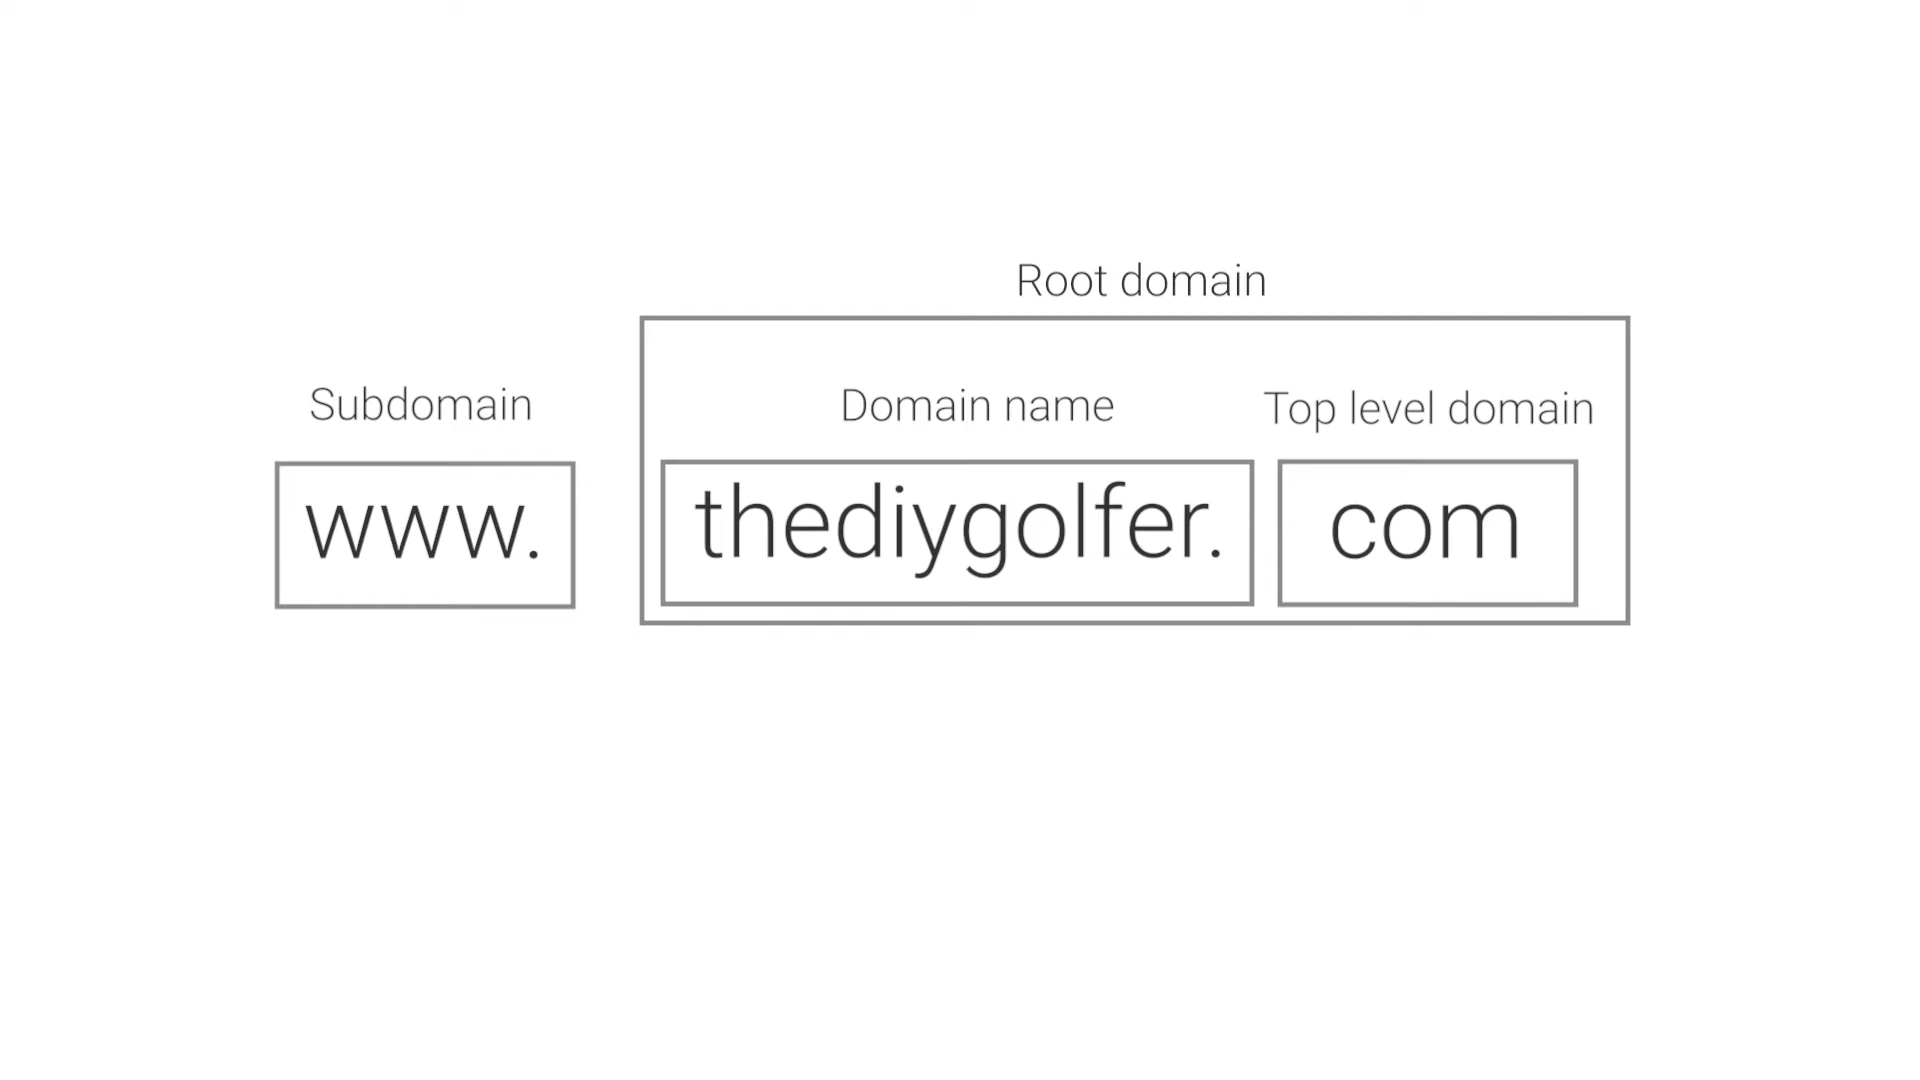 Root domain
Subdomain
Domain name
Top level domain
www.
thediygolfer.
com